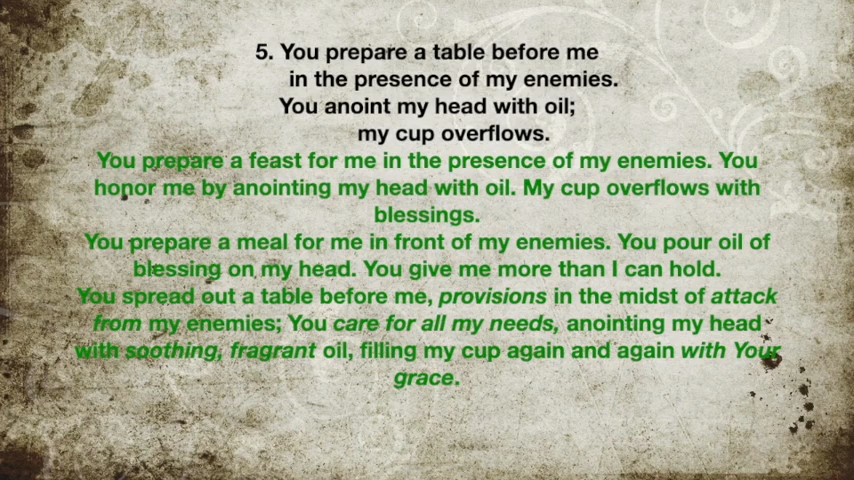 5. You prepare a table before me
in the presence of my enemies.
You anoint my head with oil;
my cup overflows.
You prepare a feast for me in the presence of my enemies. You
honor me by anointing my head with oil. My cup overflows with
blessings.
You prepare a meal for me in front of my enemies. You pour oil of
blessing on my head. You give me more than I can hold.
You spread out a table before me, provisions in the midst of attack
from my enemies; You care for all my needs, anointing my head
with soothing, fragrant oil, filling my cup again and again with Your
grace.